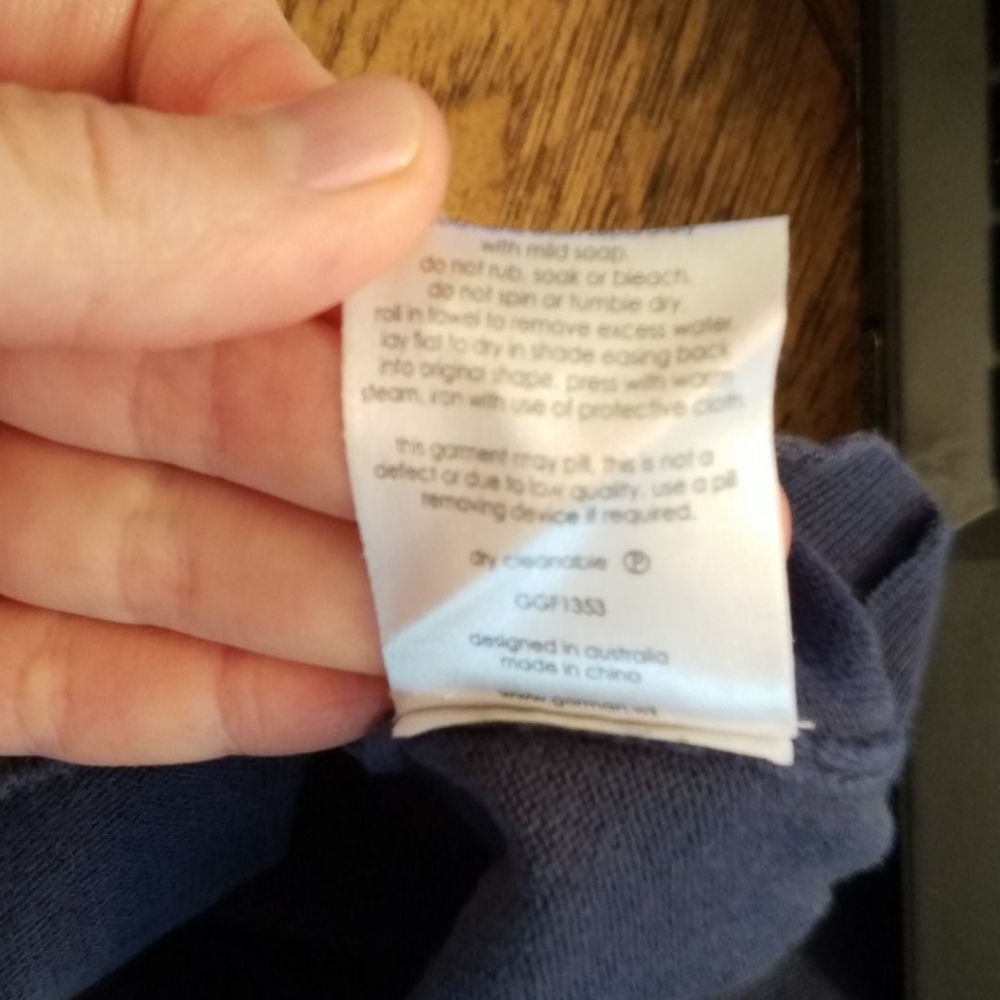 with mild soap.
do not rub, soak or bleach.
do not spin or tumble dry.
roll in towel to remove excess water.
lay flat to dry in shade easing back
into original shape. press with warm
steam. iron with use of protective cloth.
this garment may pill, this is not a
defect or due to low quality. use a pill
removing device if required.
dry cleanable Ⓟ
GGF1353
designed in australia
made in china
www.gorman.ws